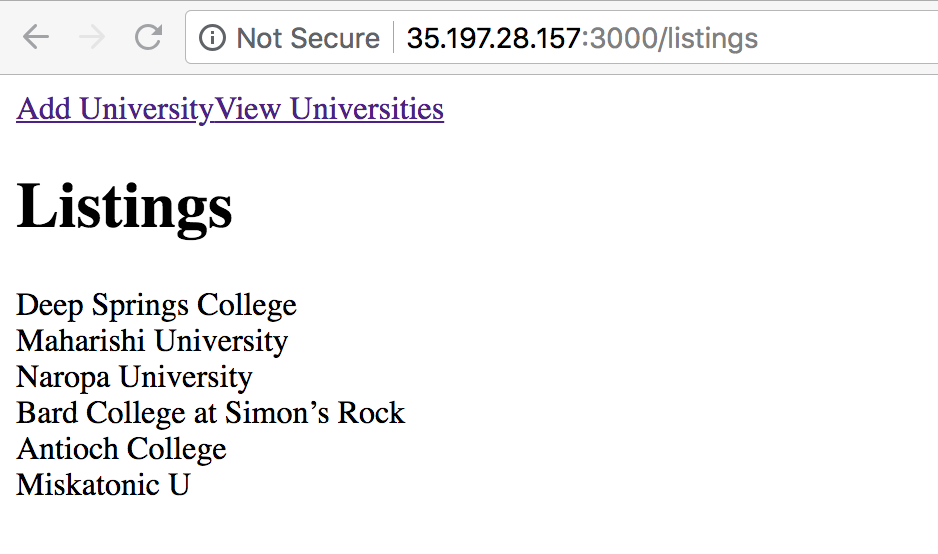 Not Secure 35.197.28.157:3000/listings
Add UniversityView Universities
Listings
Deep Springs College
Maharishi University
Naropa University
Bard College at Simon’s Rock
Antioch College
Miskatonic U